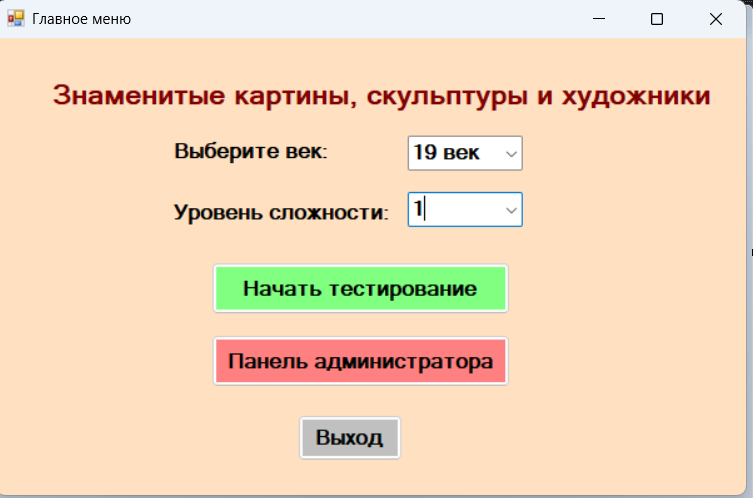 Главное меню
Знаменитые картины, скульптуры и художники
Выберите век: 19 век
Уровень сложности: 1
Начать тестирование
Панель администратора
Выход